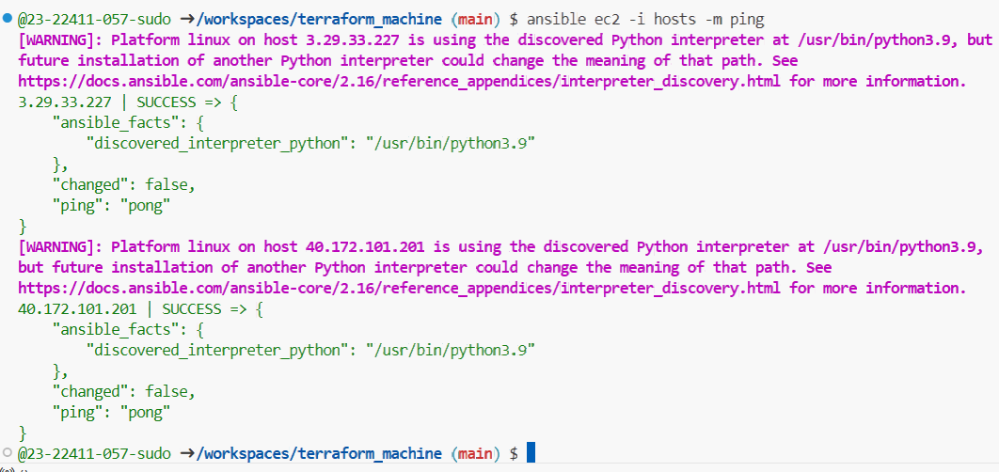 @23-22411-057-sudo ➜/workspaces/terraform_machine (main) $ ansible ec2 -i hosts -m ping
[WARNING]: Platform linux on host 3.29.33.227 is using the discovered Python interpreter at /usr/bin/python3.9, but
future installation of another Python interpreter could change the meaning of that path. See
https://docs.ansible.com/ansible-core/2.16/reference_appendices/interpreter_discovery.html for more information.
3.29.33.227 | SUCCESS => {
    "ansible_facts": {
        "discovered_interpreter_python": "/usr/bin/python3.9"
    },
    "changed": false,
    "ping": "pong"
}
[WARNING]: Platform linux on host 40.172.101.201 is using the discovered Python interpreter at /usr/bin/python3.9,
but future installation of another Python interpreter could change the meaning of that path. See
https://docs.ansible.com/ansible-core/2.16/reference_appendices/interpreter_discovery.html for more information.
40.172.101.201 | SUCCESS => {
    "ansible_facts": {
        "discovered_interpreter_python": "/usr/bin/python3.9"
    },
    "changed": false,
    "ping": "pong"
}
@23-22411-057-sudo ➜/workspaces/terraform_machine (main) $